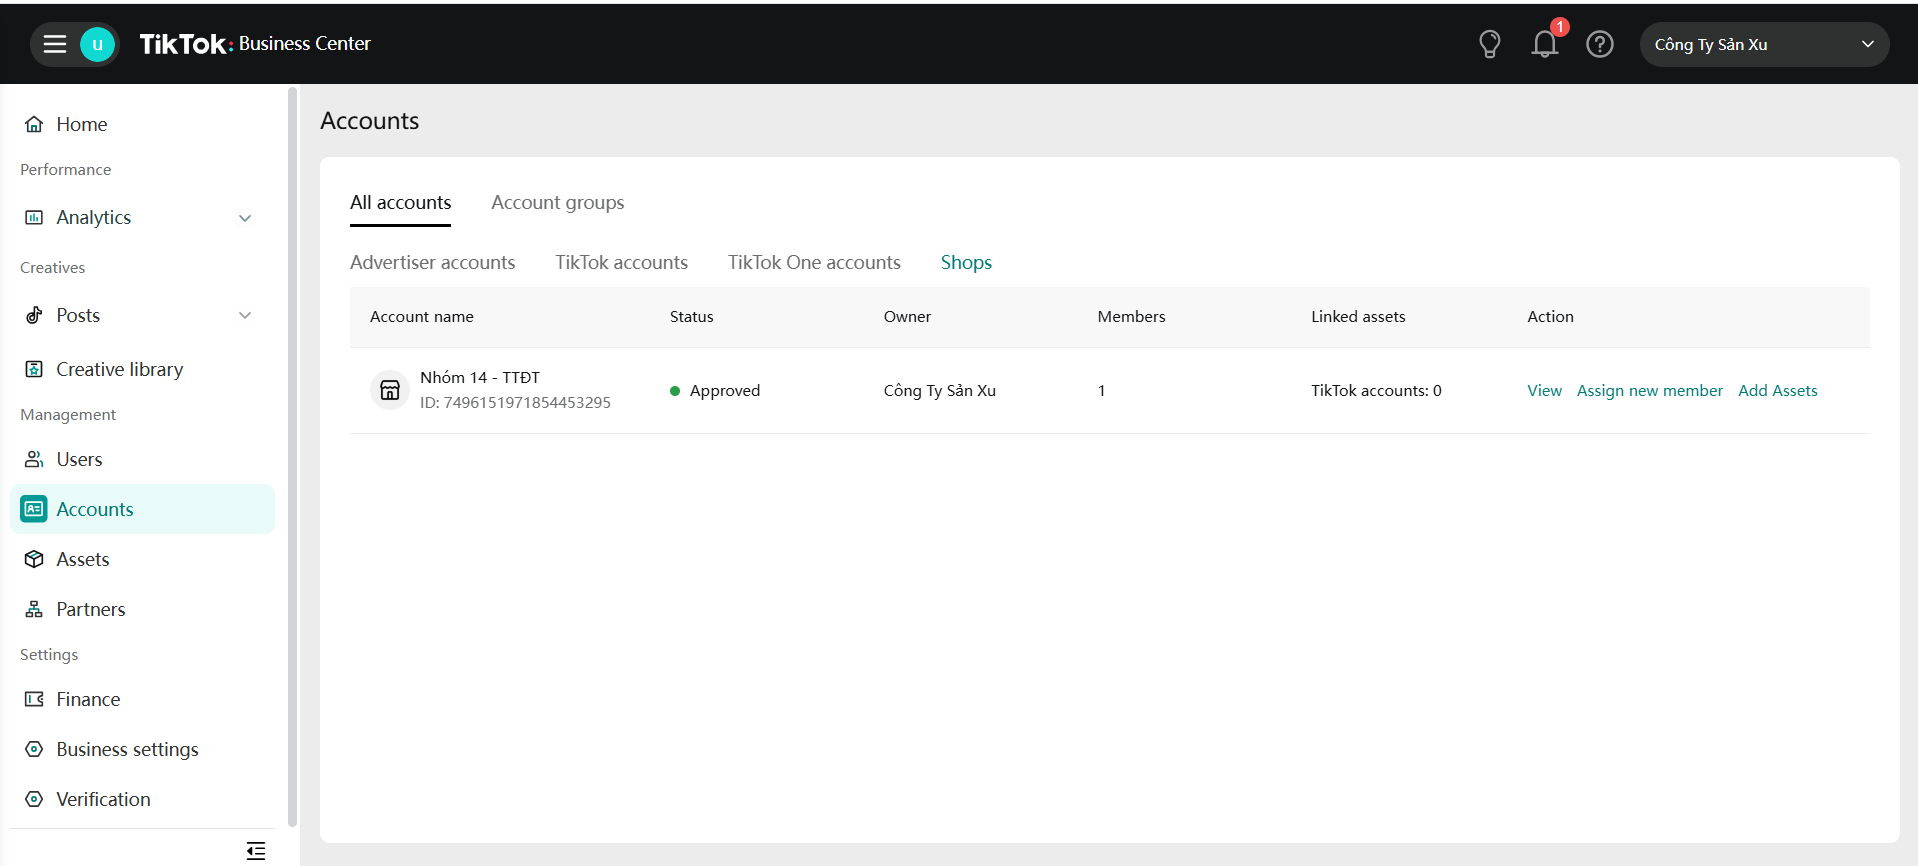 u
TikTok: Business Center
1
Công Ty Sản Xu
Home
Performance
Analytics
Creatives
Posts
Creative library
Management
Users
Accounts
Assets
Partners
Settings
Finance
Business settings
Verification
Accounts
All accounts Account groups
Advertiser accounts TikTok accounts TikTok One accounts Shops
Account name Status Owner Members Linked assets Action
Nhóm 14 - TTĐT
ID: 7496151971854453295
Approved Công Ty Sản Xu 1 TikTok accounts: 0 View Assign new member Add Assets